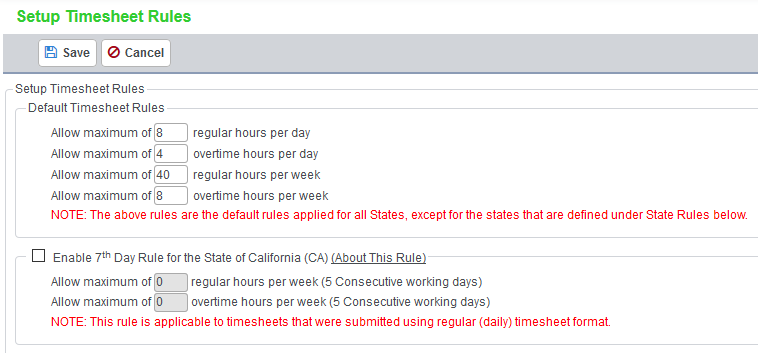 Setup Timesheet Rules
Save Cancel
Setup Timesheet Rules
Default Timesheet Rules
Allow maximum of 8 regular hours per day
Allow maximum of 4 overtime hours per day
Allow maximum of 40 regular hours per week
Allow maximum of 8 overtime hours per week
NOTE: The above rules are the default rules applied for all States, except for the states that are defined under State Rules below.
Enable 7th Day Rule for the State of California (CA) (About This Rule)
Allow maximum of 0 regular hours per week (5 Consecutive working days)
Allow maximum of 0 overtime hours per week (5 Consecutive working days)
NOTE: This rule is applicable to timesheets that were submitted using regular (daily) timesheet format.